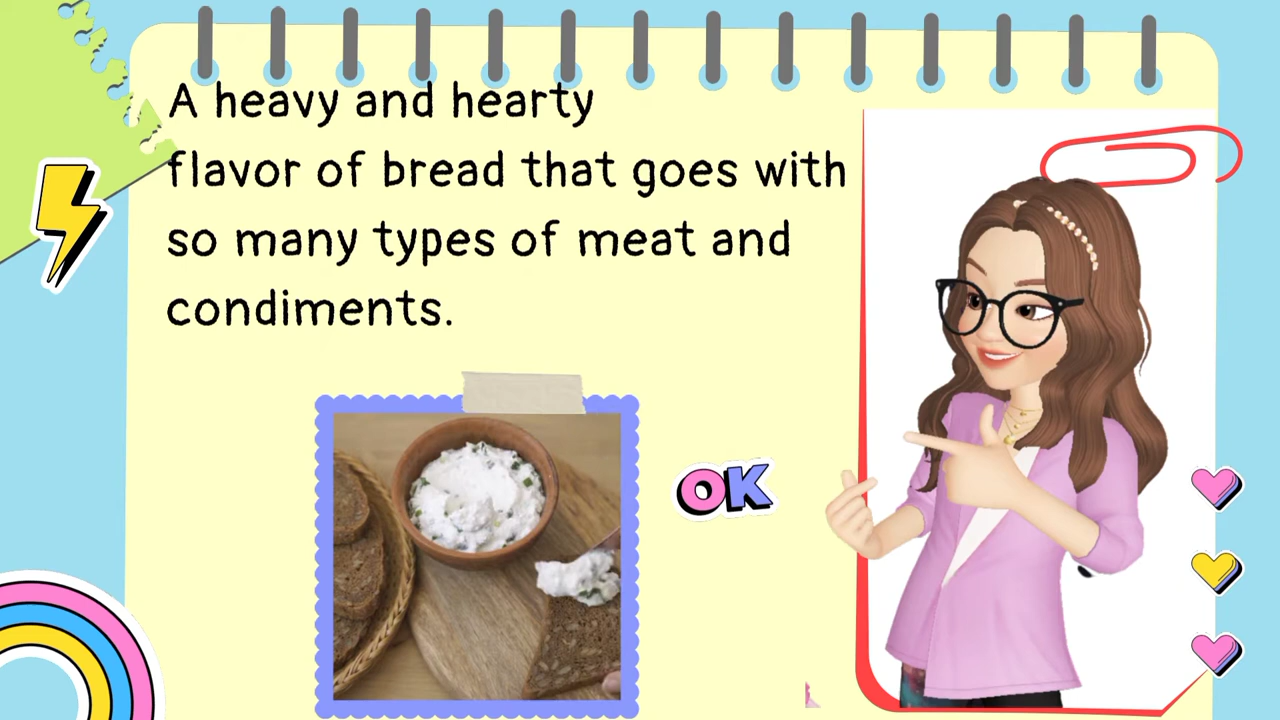 A heavy and hearty
flavor of bread that goes with
so many types of meat and
condiments.
OK